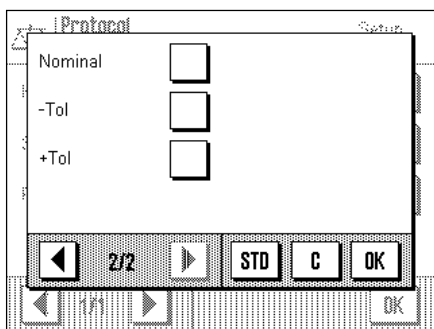 Protocol Setup
Nominal
-Tol
+Tol
2/2 STD C OK
1/1 OK